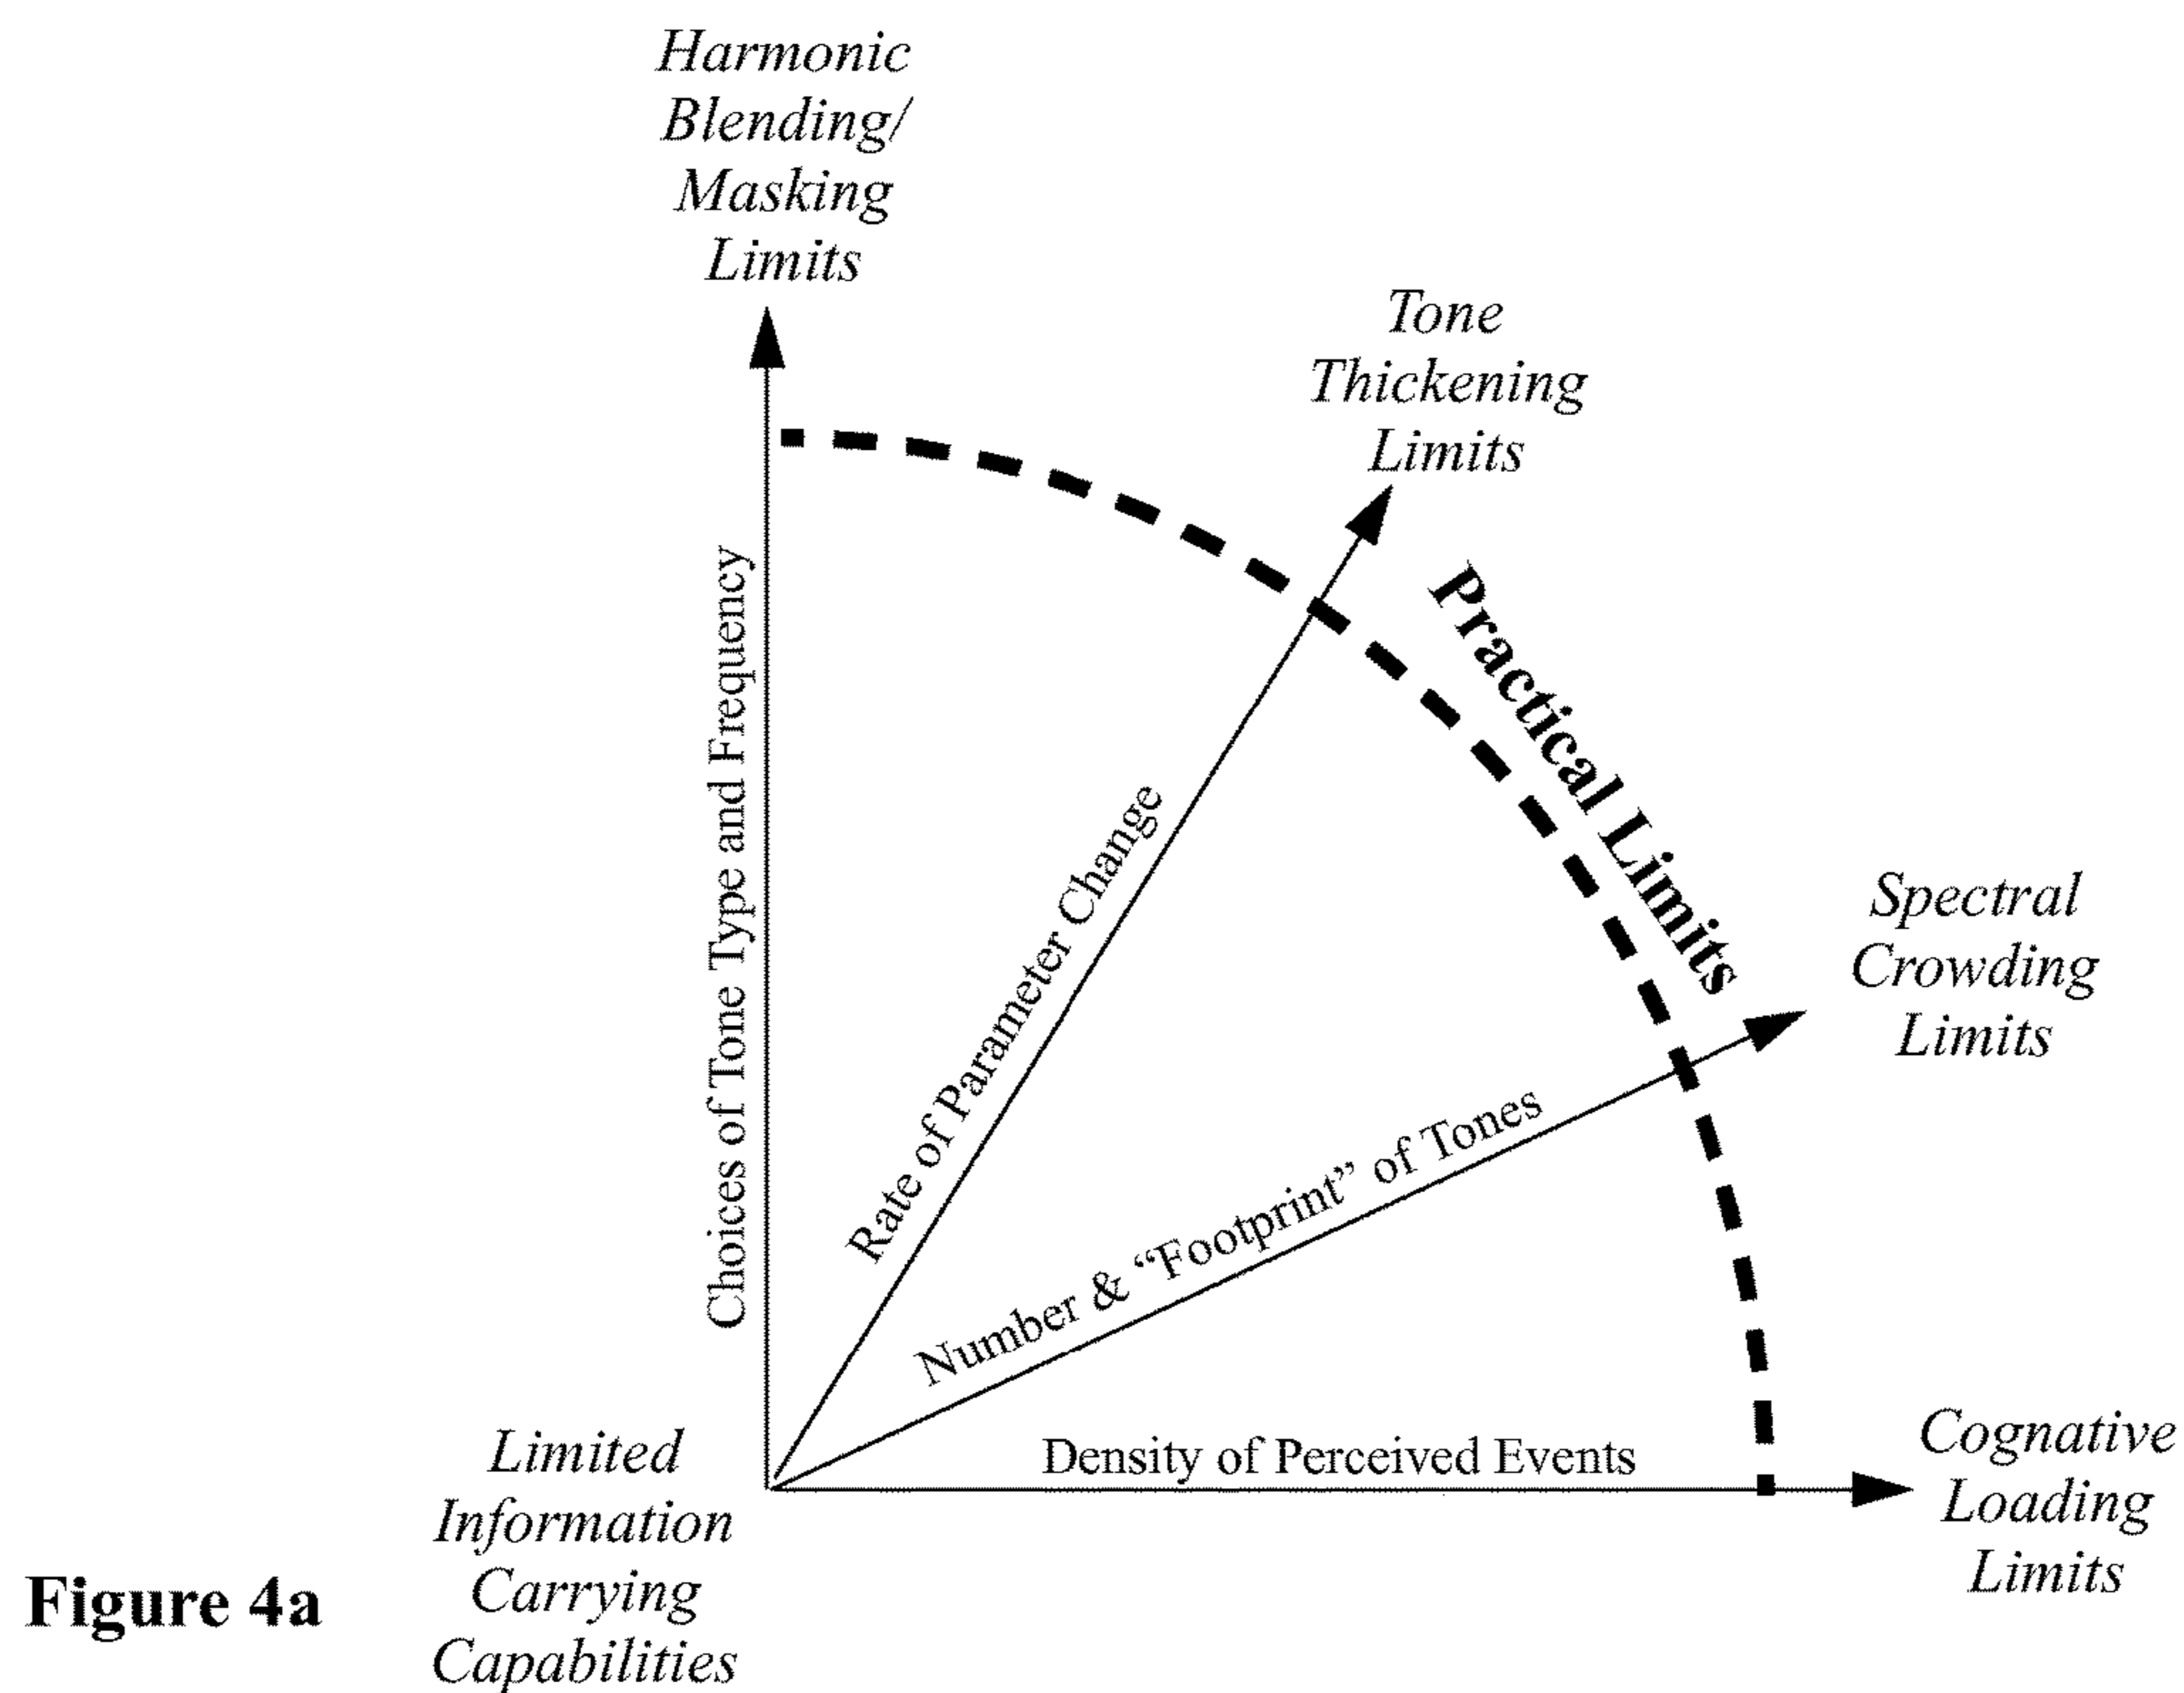 Harmonic
Blending/
Masking
Limits
Tone
Thickening
Limits
Practical Limits
Choices of Tone Type and Frequency
Rate of Parameter Change
Spectral
Crowding
Limits
Number & “Footprint” of Tones
Density of Perceived Events
Cognative
Loading
Limits
Limited
Information
Carrying
Capabilities
Figure 4a